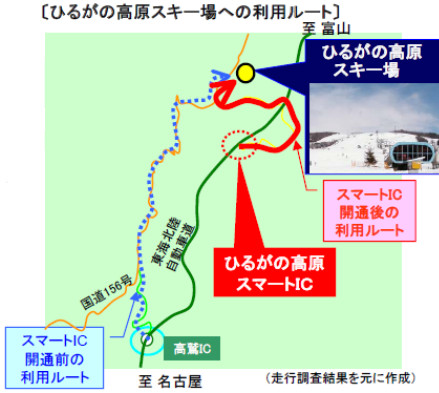 〔ひるがの高原スキー場への利用ルート〕
至 富山
ひるがの高原
スキー場
スマートIC
開通後の
利用ルート
東海北陸
自動車道
ひるがの高原
スマートIC
国道156号
スマートIC
開通前の
利用ルート
高鷲IC
至 名古屋
(走行調査結果を元に作成)